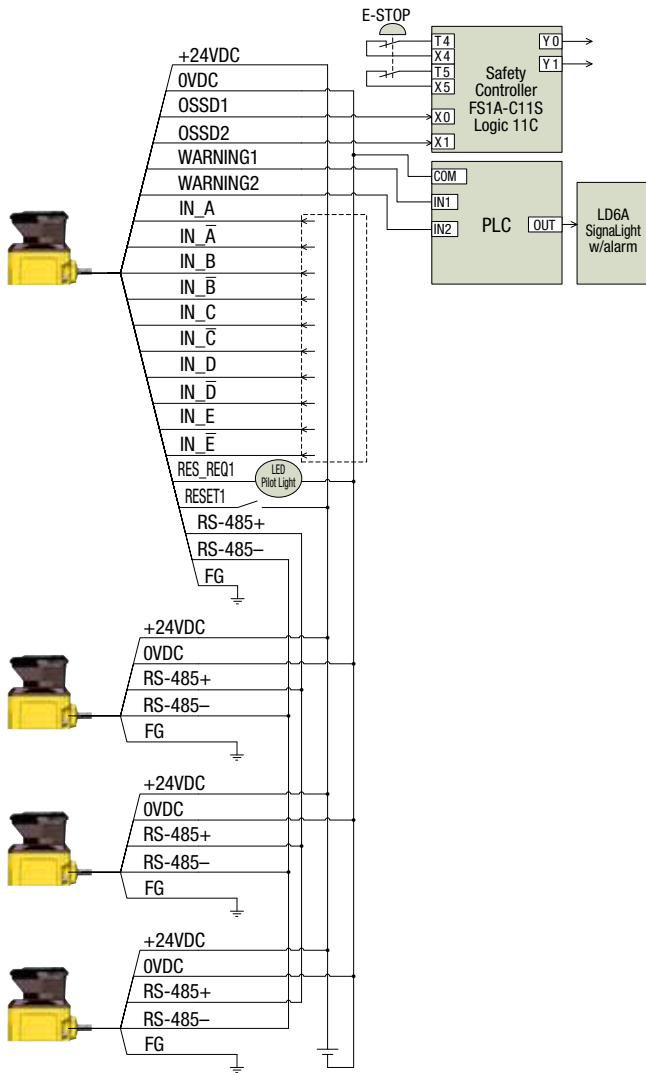 E-STOP
T4
X4
T5
X5
X0
X1
Safety
Controller
FS1A-C11S
Logic 11C
Y0
Y1
COM
IN1
IN2
PLC
OUT
LD6A
SignaLight
w/alarm
+24VDC
0VDC
OSSD1
OSSD2
WARNING1
WARNING2
IN_A
IN_A̅
IN_B
IN_B̅
IN_C
IN_C̅
IN_D
IN_D̅
IN_E
IN_E̅
RES_REQ1
LED
Pilot Light
RESET1
RS-485+
RS-485–
FG
+24VDC
0VDC
RS-485+
RS-485–
FG
+24VDC
0VDC
RS-485+
RS-485–
FG
+24VDC
0VDC
RS-485+
RS-485–
FG